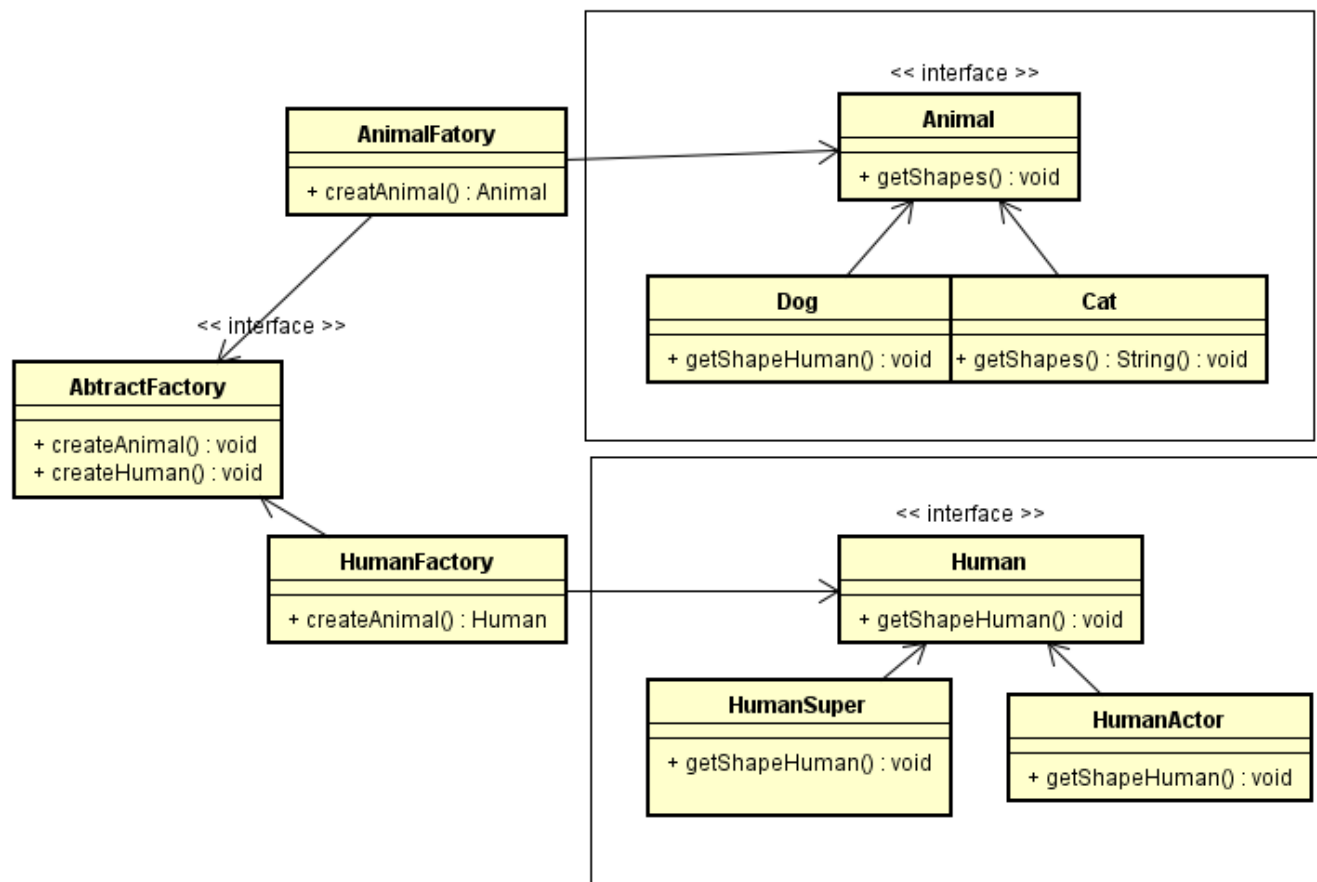 << interface >>
Animal
+ getShapes() : void
AnimalFatory
+ creatAnimal() : Animal
Dog
+ getShapeHuman() : void
Cat
+ getShapes() : String() : void
<< interface >>
AbtractFactory
+ createAnimal() : void
+ createHuman() : void
HumanFactory
+ createAnimal() : Human
<< interface >>
Human
+ getShapeHuman() : void
HumanSuper
+ getShapeHuman() : void
HumanActor
+ getShapeHuman() : void